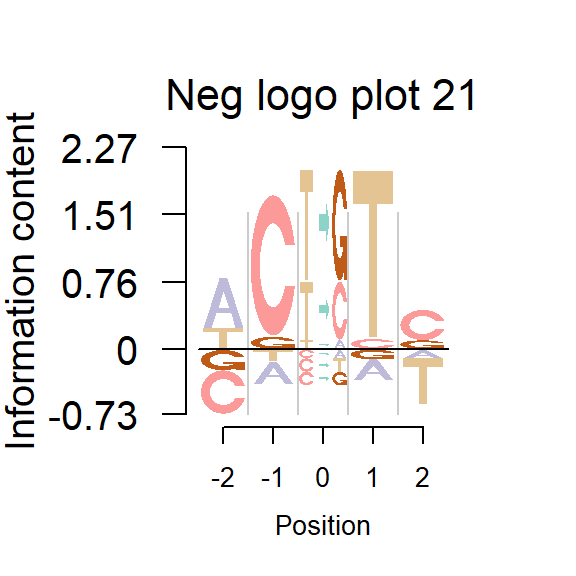 Neg logo plot 21
Information content
2.27
1.51
0.76
0
-0.73
A
T
G
C
C
G
T
A
T→G
T→C
T→A
C→A
C→T
C→G
T
C
G
A
C
G
A
T
-2 -1 0 1 2
Position